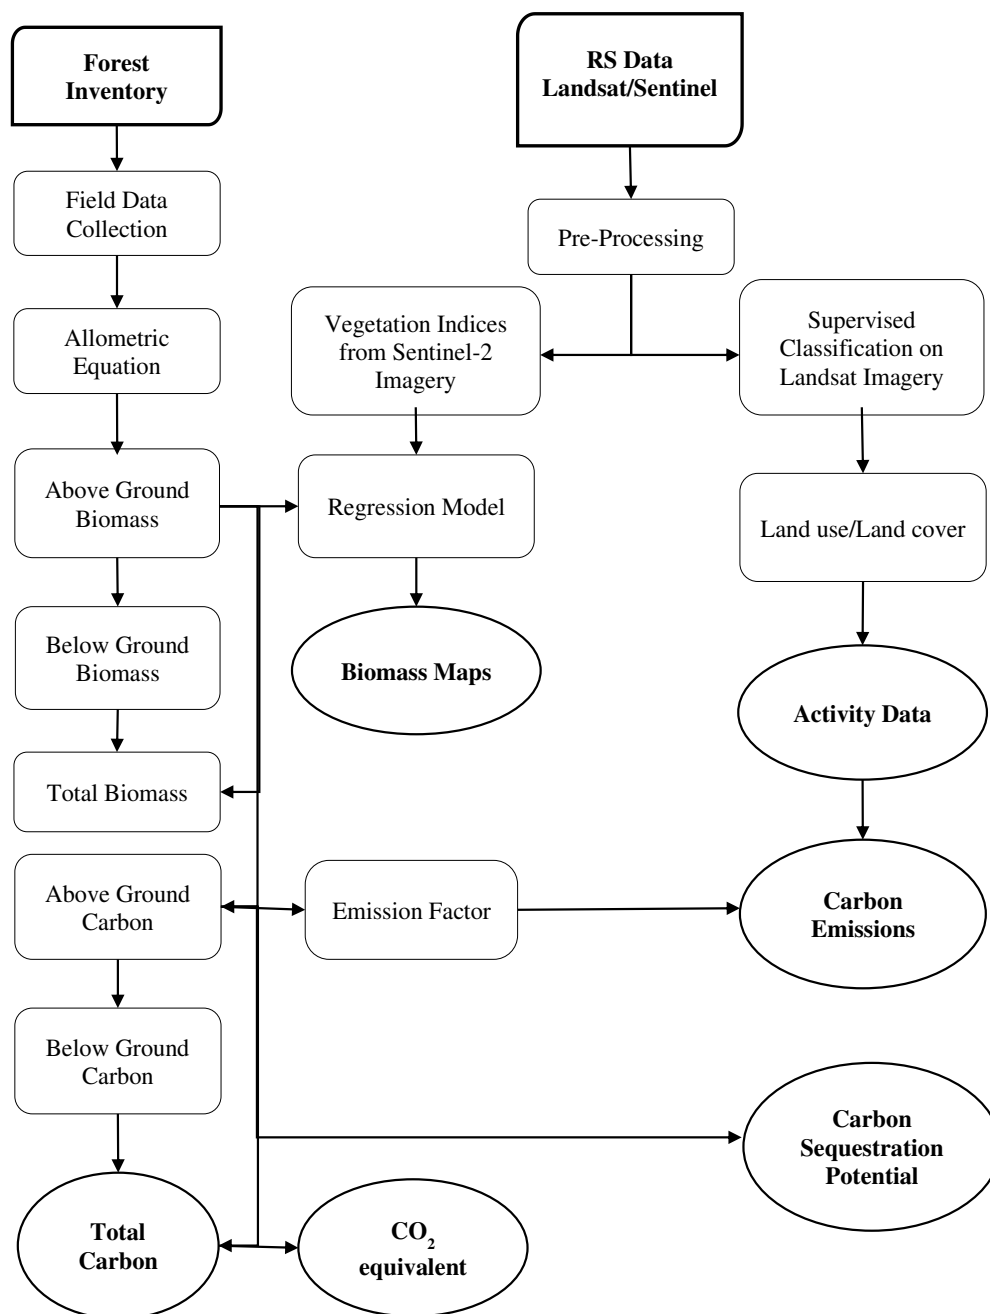 Forest
Inventory
RS Data
Landsat/Sentinel
Field Data
Collection
Pre-Processing
Allometric
Equation
Vegetation Indices
from Sentinel-2
Imagery
Supervised
Classification on
Landsat Imagery
Above Ground
Biomass
Regression Model
Land use/Land cover
Below Ground
Biomass
Biomass Maps
Activity Data
Total Biomass
Above Ground
Carbon
Emission Factor
Carbon
Emissions
Below Ground
Carbon
Carbon
Sequestration
Potential
Total
Carbon
CO₂
equivalent